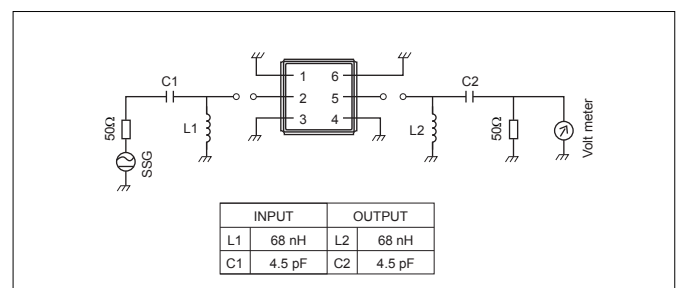 1 6
C1 C2
2 5
L1 3 4 L2
50Ω
SSG
50Ω
Volt meter
INPUT OUTPUT
L1 68 nH L2 68 nH
C1 4.5 pF C2 4.5 pF